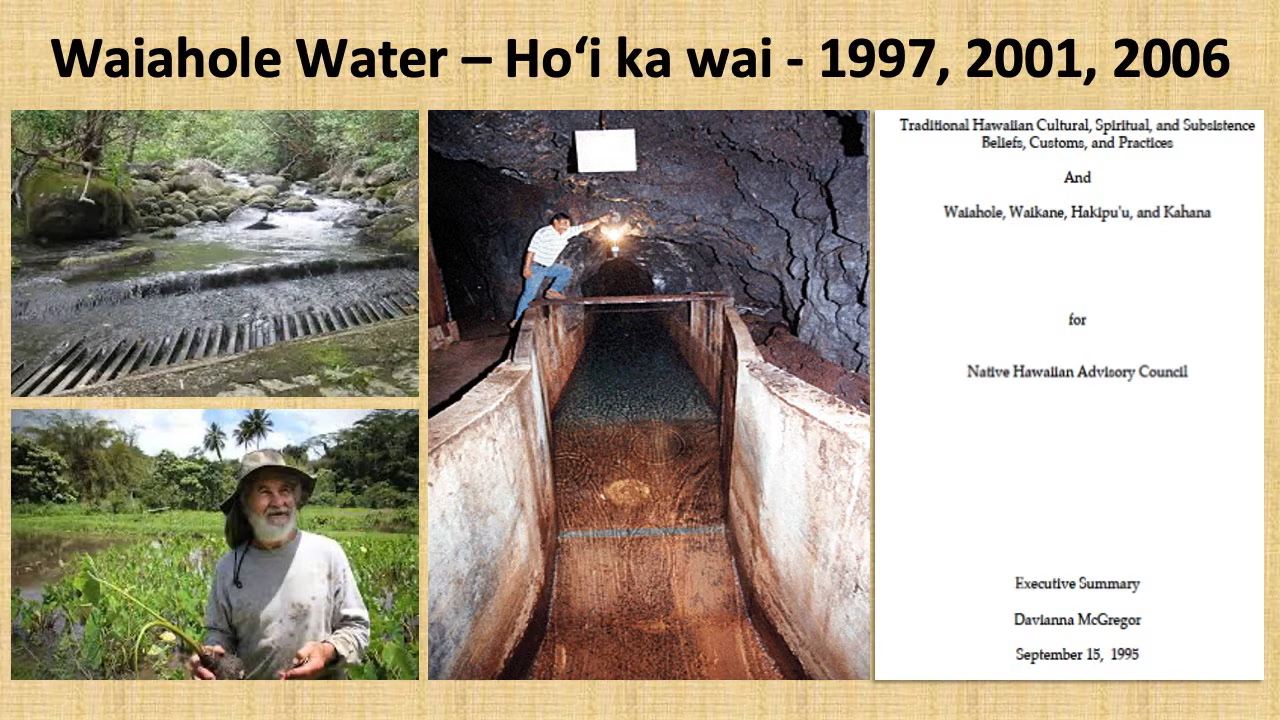 Waiahole Water – Hoʻi ka wai - 1997, 2001, 2006
Traditional Hawaiian Cultural, Spiritual, and Subsistence
Beliefs, Customs, and Practices
And
Waiahole, Waikane, Hakipu'u, and Kahana
for
Native Hawaiian Advisory Council
Executive Summary
Davianna McGregor
September 15, 1995